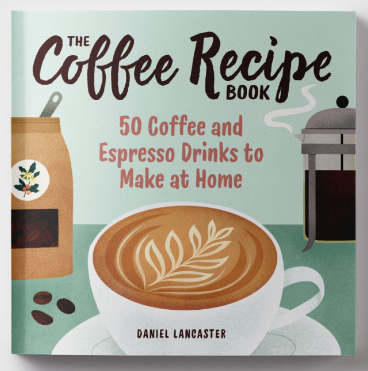 THE
Coffee Recipe
BOOK
50 Coffee and
Espresso Drinks to
Make at Home
DANIEL LANCASTER